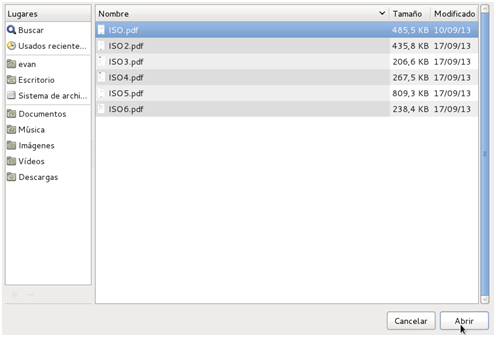 Lugares
Buscar
Usados reciente...
evan
Escritorio
Sistema de archi...
Documentos
Música
Imágenes
Vídeos
Descargas
Nombre Tamaño Modificado
ISO.pdf 485,5 KB 10/09/13
ISO2.pdf 435,8 KB 17/09/13
ISO3.pdf 206,6 KB 17/09/13
ISO4.pdf 267,5 KB 17/09/13
ISO5.pdf 809,3 KB 17/09/13
ISO6.pdf 238,4 KB 17/09/13
Cancelar Abrir